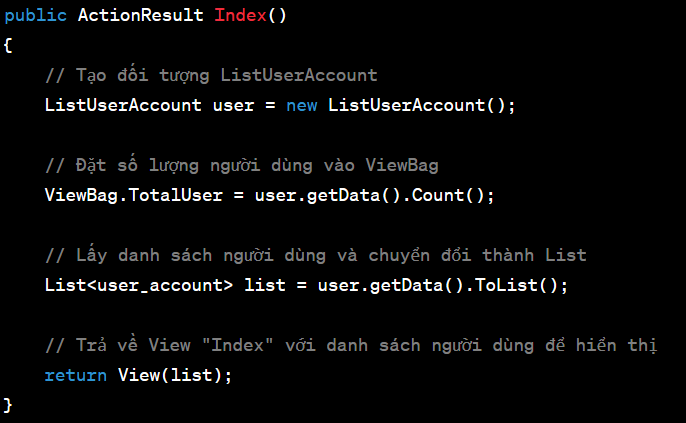 public ActionResult Index()
{
// Tạo đối tượng ListUserAccount
ListUserAccount user = new ListUserAccount();
// Đặt số lượng người dùng vào ViewBag
ViewBag.TotalUser = user.getData().Count();
// Lấy danh sách người dùng và chuyển đổi thành List
List<user_account> list = user.getData().ToList();
// Trả về View "Index" với danh sách người dùng để hiển thị
return View(list);
}